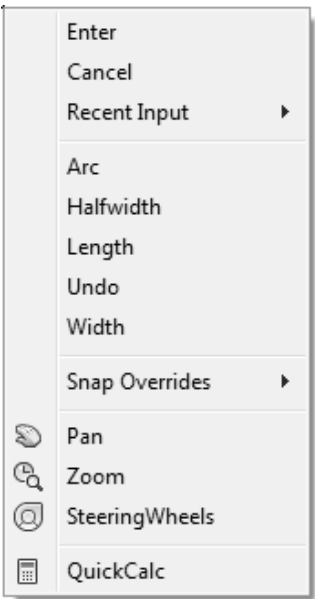 Enter
Cancel
Recent Input
Arc
Halfwidth
Length
Undo
Width
Snap Overrides
Pan
Zoom
SteeringWheels
QuickCalc